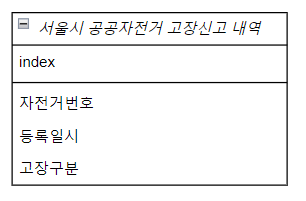 서울시 공공자전거 고장신고 내역
index
자전거번호
등록일시
고장구분